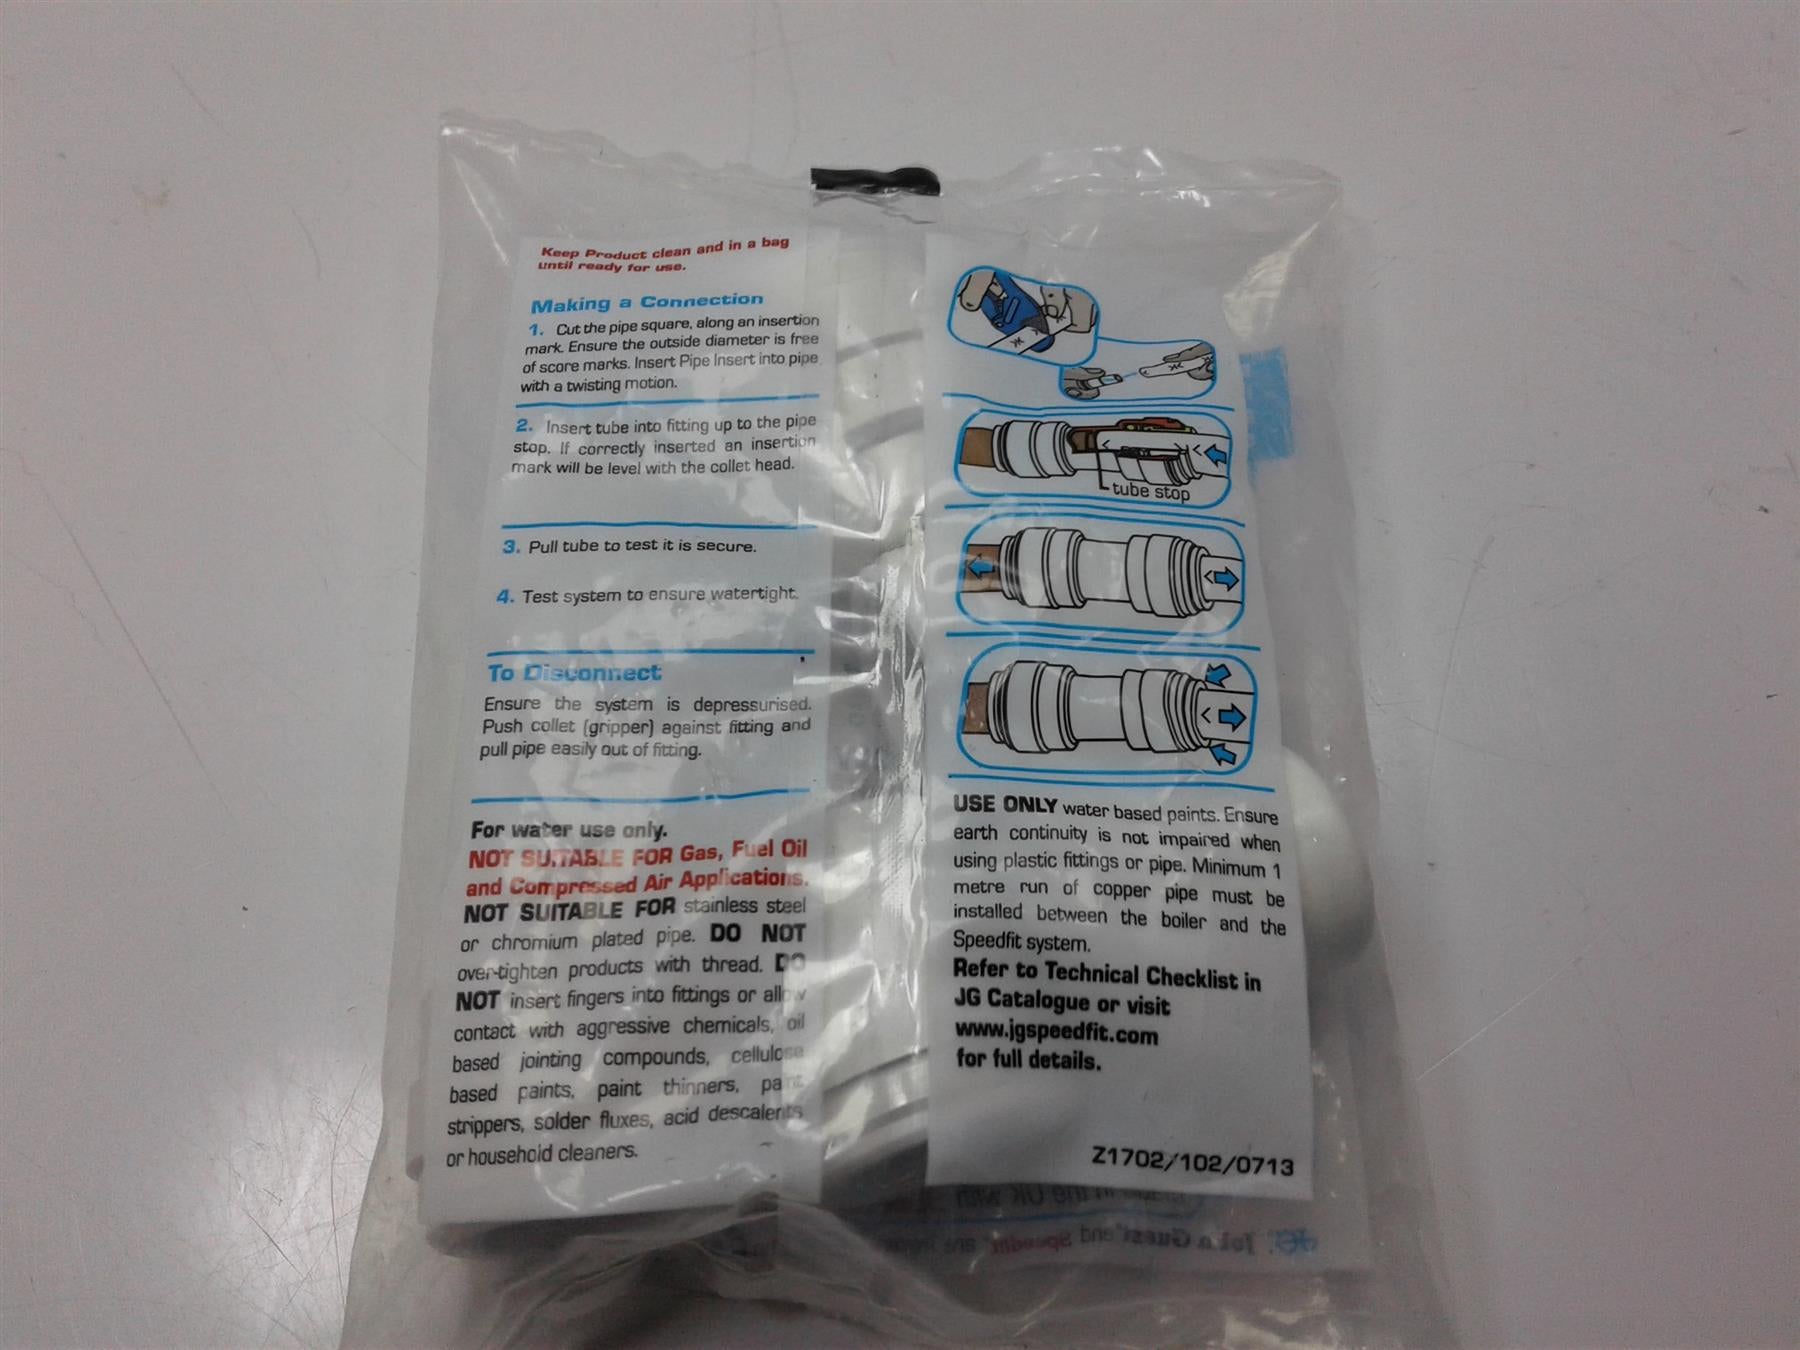 Keep Product clean and in a bag
until ready for use.
Making a Connection
1. Cut the pipe square, along an insertion
mark. Ensure the outside diameter is free
of score marks. Insert Pipe Insert into pipe
with a twisting motion.
2. Insert tube into fitting up to the pipe
stop. If correctly inserted an insertion
mark will be level with the collet head.
3. Pull tube to test it is secure.
4. Test system to ensure watertight.
To Disconnect
Ensure the system is depressurised.
Push collet (gripper) against fitting and
pull pipe easily out of fitting.
For water use only.
NOT SUITABLE FOR Gas, Fuel Oil
and Compressed Air Applications.
NOT SUITABLE FOR stainless steel
or chromium plated pipe. DO NOT
over-tighten products with thread. DO
NOT insert fingers into fittings or allow
contact with aggressive chemicals, oil
based jointing compounds, cellulose
based paints, paint thinners, paint
strippers, solder fluxes, acid descalents
or household cleaners.
tube stop
USE ONLY water based paints. Ensure
earth continuity is not impaired when
using plastic fittings or pipe. Minimum 1
metre run of copper pipe must be
installed between the boiler and the
Speedfit system.
Refer to Technical Checklist in
JG Catalogue or visit
www.jgspeedfit.com
for full details.
Z1702/102/0713
in the UK with
John Guest and Speedfit are